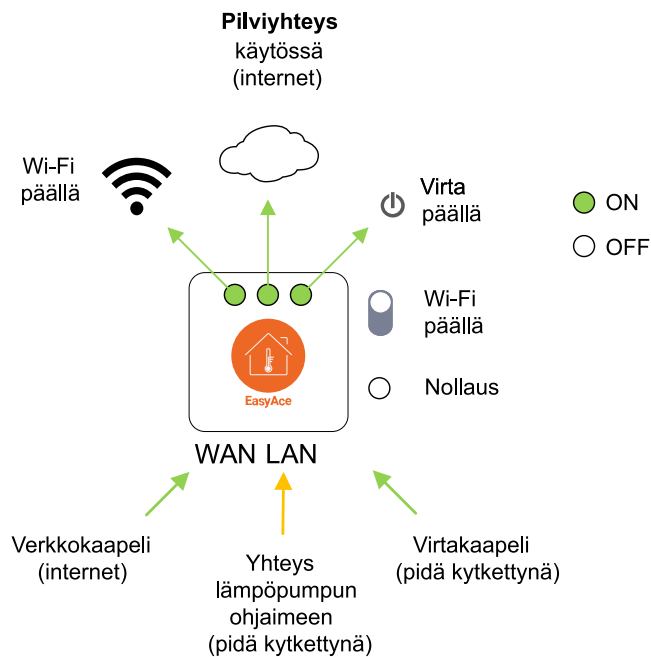 Pilviyhteys
käytössä
(internet)
Wi-Fi
päällä
Virta
päällä
ON
OFF
Wi-Fi
päällä
EasyAce
Nollaus
WAN LAN
Verkkokaapeli
(internet)
Yhteys
lämpöpumpun
ohjaimeen
(pidä kytkettynä)
Virtakaapeli
(pidä kytkettynä)